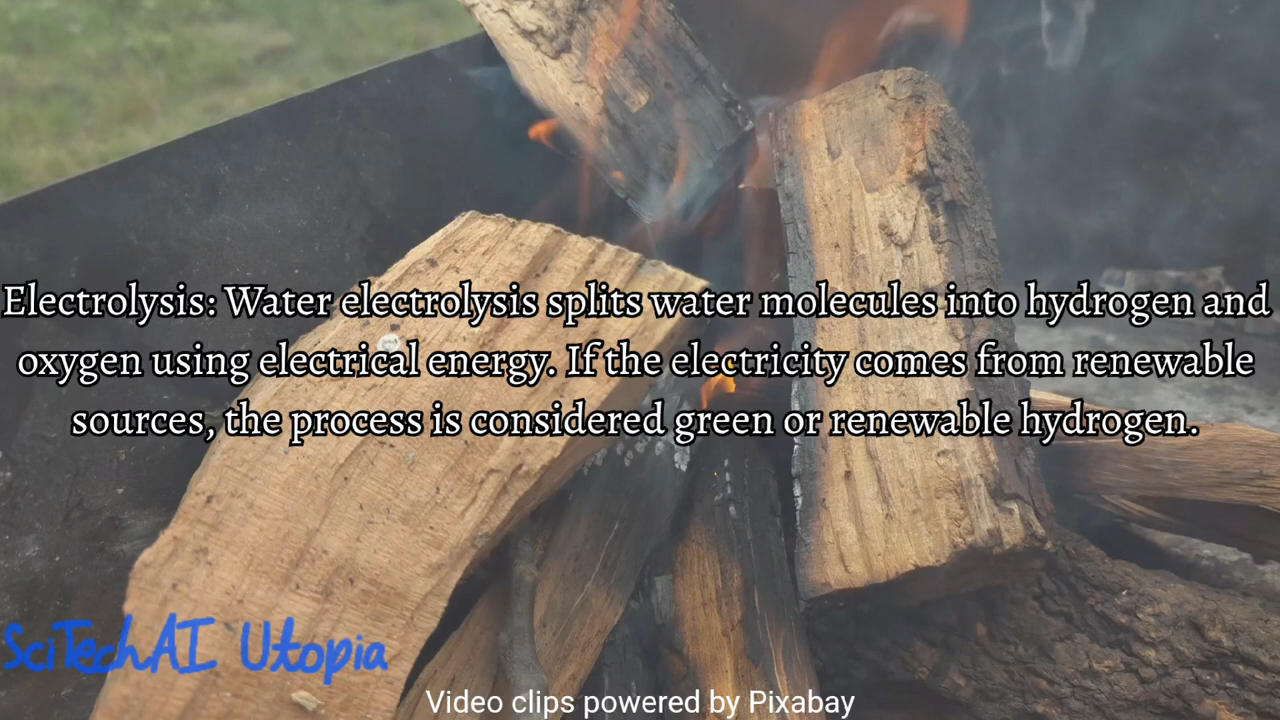 Electrolysis: Water electrolysis splits water molecules into hydrogen and
oxygen using electrical energy. If the electricity comes from renewable
sources, the process is considered green or renewable hydrogen.
SciTechAI Utopia
Video clips powered by Pixabay